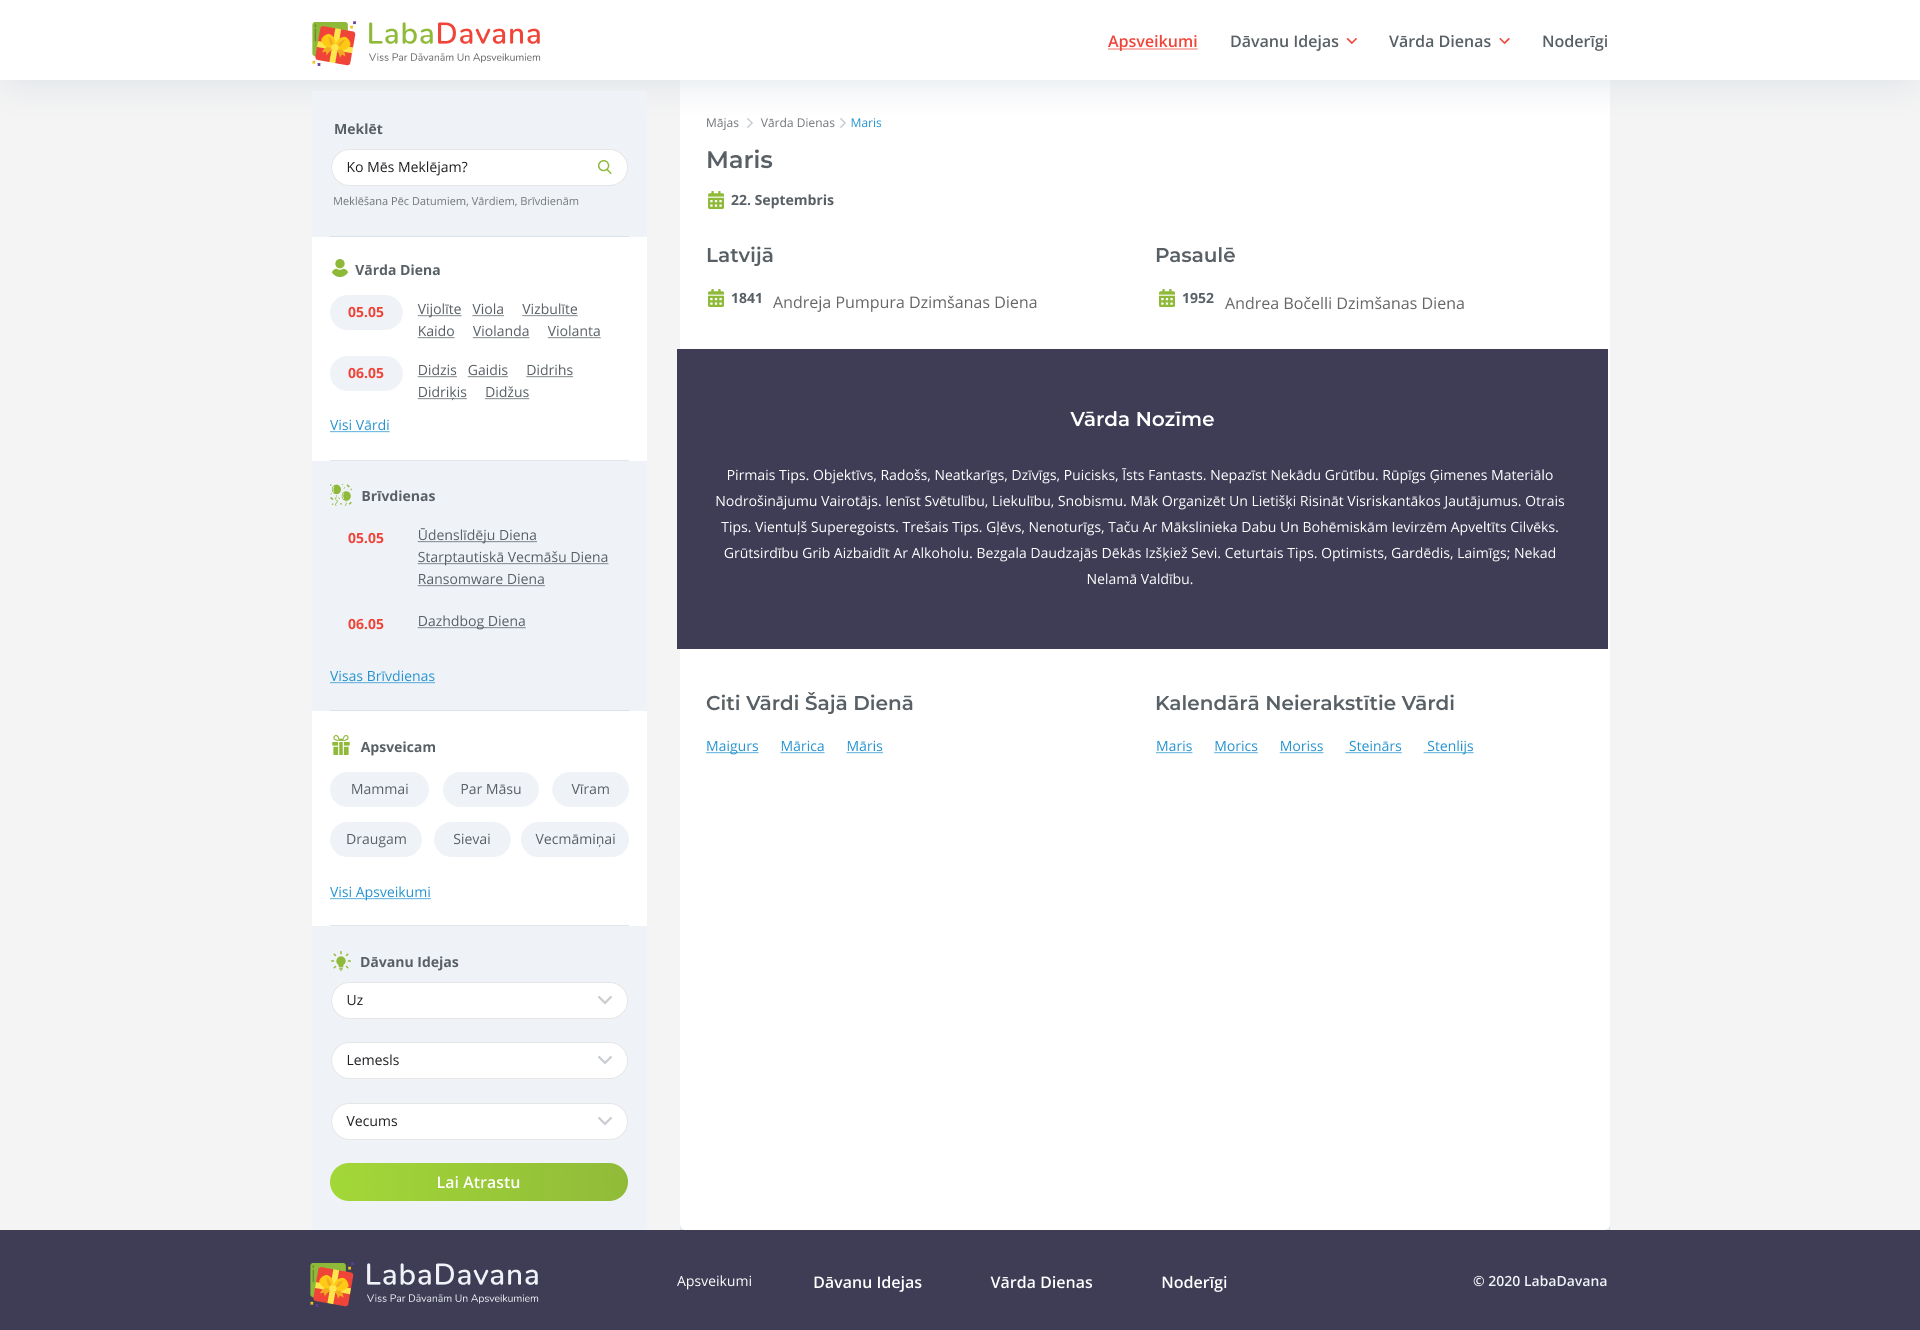 LabaDavana
Viss Par Dāvanām Un Apsveikumiem
Apsveikumi Dāvanu Idejas Vārda Dienas Noderīgi
Meklēt
Ko Mēs Meklējam?
Meklēšana Pēc Datumiem, Vārdiem, Brīvdienām
Vārda Diena
05.05 Vijolīte Viola Vizbulīte
Kaido Violanda Violanta
06.05 Didzis Gaidis Didrihs
Didriķis Didžus
Visi Vārdi
Brīvdienas
05.05 Ūdenslīdēju Diena
Starptautiskā Vecmāšu Diena
Ransomware Diena
06.05 Dazhdbog Diena
Visas Brīvdienas
Apsveicam
Mammai Par Māsu Vīram
Draugam Sievai Vecmāmiņai
Visi Apsveikumi
Dāvanu Idejas
Uz
Lemesls
Vecums
Lai Atrastu
Mājas Vārda Dienas Maris
Maris
22. Septembris
Latvijā
1841 Andreja Pumpura Dzimšanas Diena
Pasaulē
1952 Andrea Bočelli Dzimšanas Diena
Vārda Nozīme
Pirmais Tips. Objektīvs, Radošs, Neatkarīgs, Dzīvīgs, Puicisks, Īsts Fantasts. Nepazīst Nekādu Grūtību. Rūpīgs Ģimenes Materiālo
Nodrošinājumu Vairotājs. Ienīst Svētulību, Liekulību, Snobismu. Māk Organizēt Un Lietišķi Risināt Visriskantākos Jautājumus. Otrais
Tips. Vientuļš Superegoists. Trešais Tips. Gļēvs, Nenoturīgs, Taču Ar Mākslinieka Dabu Un Bohēmiskām Ievirzēm Apveltīts Cilvēks.
Grūtsirdību Grib Aizbaidīt Ar Alkoholu. Bezgala Daudzajās Dēkās Izšķiež Sevi. Ceturtais Tips. Optimists, Gardēdis, Laimīgs; Nekad
Nelamā Valdību.
Citi Vārdi Šajā Dienā
Maigurs Mārica Māris
Kalendārā Neierakstītie Vārdi
Maris Morics Moriss Steinārs Stenlijs
LabaDavana
Viss Par Dāvanām Un Apsveikumiem
Apsveikumi Dāvanu Idejas Vārda Dienas Noderīgi
© 2020 LabaDavana